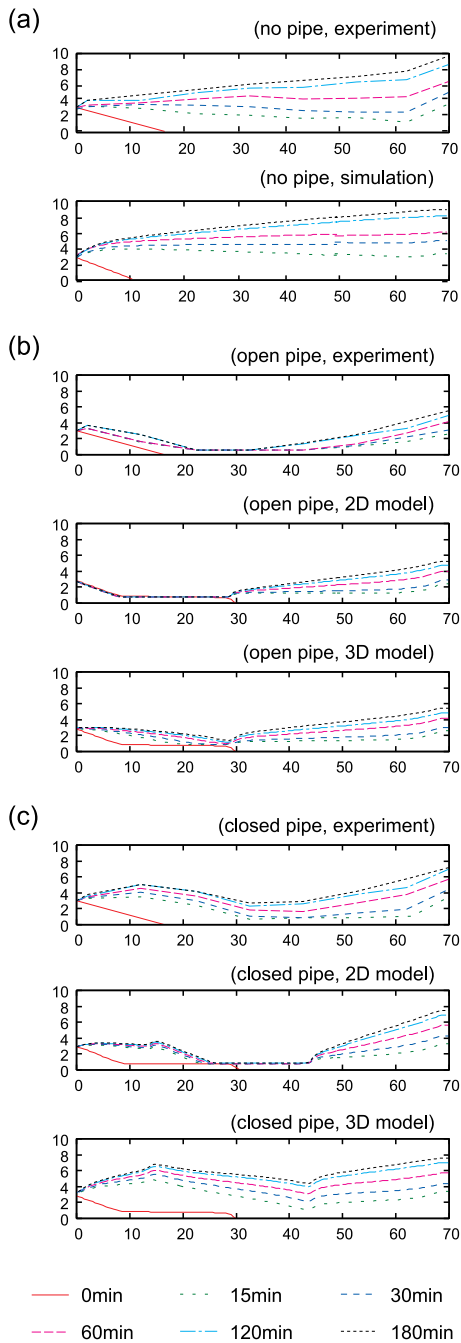 (a)
(no pipe, experiment)
10
8
6
4
2
0
0 10 20 30 40 50 60 70
(no pipe, simulation)
10
8
6
4
2
0
0 10 20 30 40 50 60 70
(b)
(open pipe, experiment)
10
8
6
4
2
0
0 10 20 30 40 50 60 70
(open pipe, 2D model)
10
8
6
4
2
0
0 10 20 30 40 50 60 70
(open pipe, 3D model)
10
8
6
4
2
0
0 10 20 30 40 50 60 70
(c)
(closed pipe, experiment)
10
8
6
4
2
0
0 10 20 30 40 50 60 70
(closed pipe, 2D model)
10
8
6
4
2
0
0 10 20 30 40 50 60 70
(closed pipe, 3D model)
10
8
6
4
2
0
0 10 20 30 40 50 60 70
0min 15min 30min
60min 120min 180min